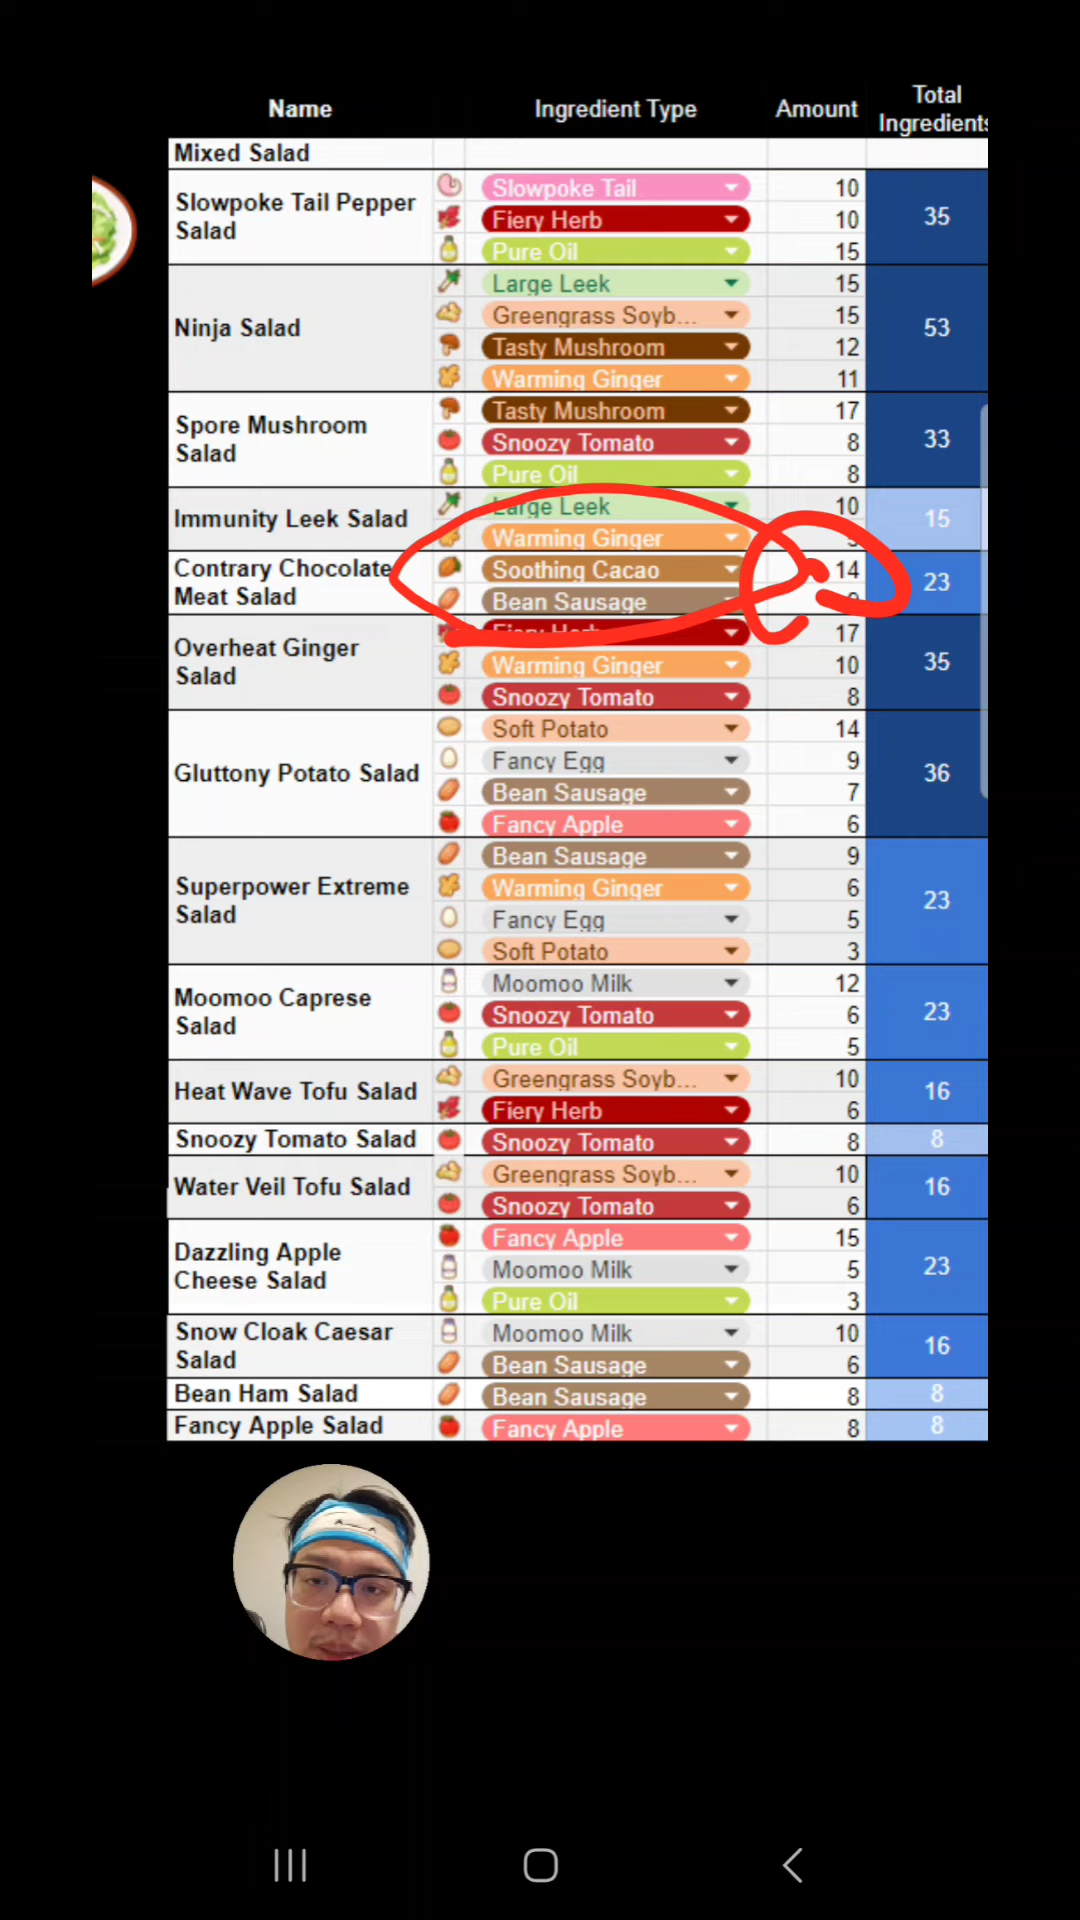 Name Ingredient Type Amount Total Ingredients
Mixed Salad
Slowpoke Tail Pepper Salad
Slowpoke Tail 10
Fiery Herb 10
Pure Oil 15
35
Ninja Salad
Large Leek 15
Greengrass Soyb... 15
Tasty Mushroom 12
Warming Ginger 11
53
Spore Mushroom Salad
Tasty Mushroom 17
Snoozy Tomato 8
Pure Oil 8
33
Immunity Leek Salad
Large Leek 10
Warming Ginger
15
Contrary Chocolate Meat Salad
Soothing Cacao 14
Bean Sausage
23
Overheat Ginger Salad
Fiery Herb 17
Warming Ginger 10
Snoozy Tomato 8
35
Gluttony Potato Salad
Soft Potato 14
Fancy Egg 9
Bean Sausage 7
Fancy Apple 6
36
Superpower Extreme Salad
Bean Sausage 9
Warming Ginger 6
Fancy Egg 5
Soft Potato 3
23
Moomoo Caprese Salad
Moomoo Milk 12
Snoozy Tomato 6
Pure Oil 5
23
Heat Wave Tofu Salad
Greengrass Soyb... 10
Fiery Herb 6
16
Snoozy Tomato Salad
Snoozy Tomato 8
8
Water Veil Tofu Salad
Greengrass Soyb... 10
Snoozy Tomato 6
16
Dazzling Apple Cheese Salad
Fancy Apple 15
Moomoo Milk 5
Pure Oil 3
23
Snow Cloak Caesar Salad
Moomoo Milk 10
Bean Sausage 6
16
Bean Ham Salad
Bean Sausage 8
8
Fancy Apple Salad
Fancy Apple 8
8